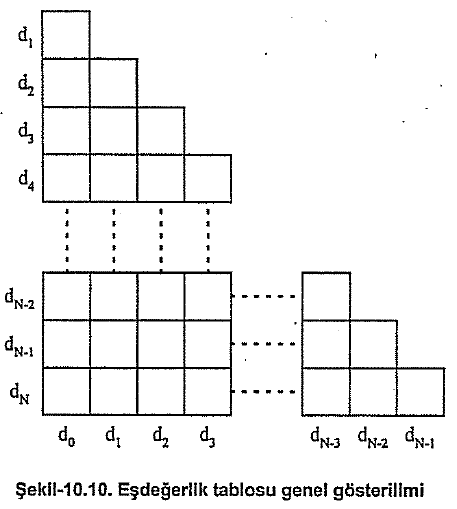 d1
d2
d3
d4
dN-2
dN-1
dN
d0 d1 d2 d3 dN-3 dN-2 dN-1
Şekil-10.10. Eşdeğerlik tablosu genel gösterilimi